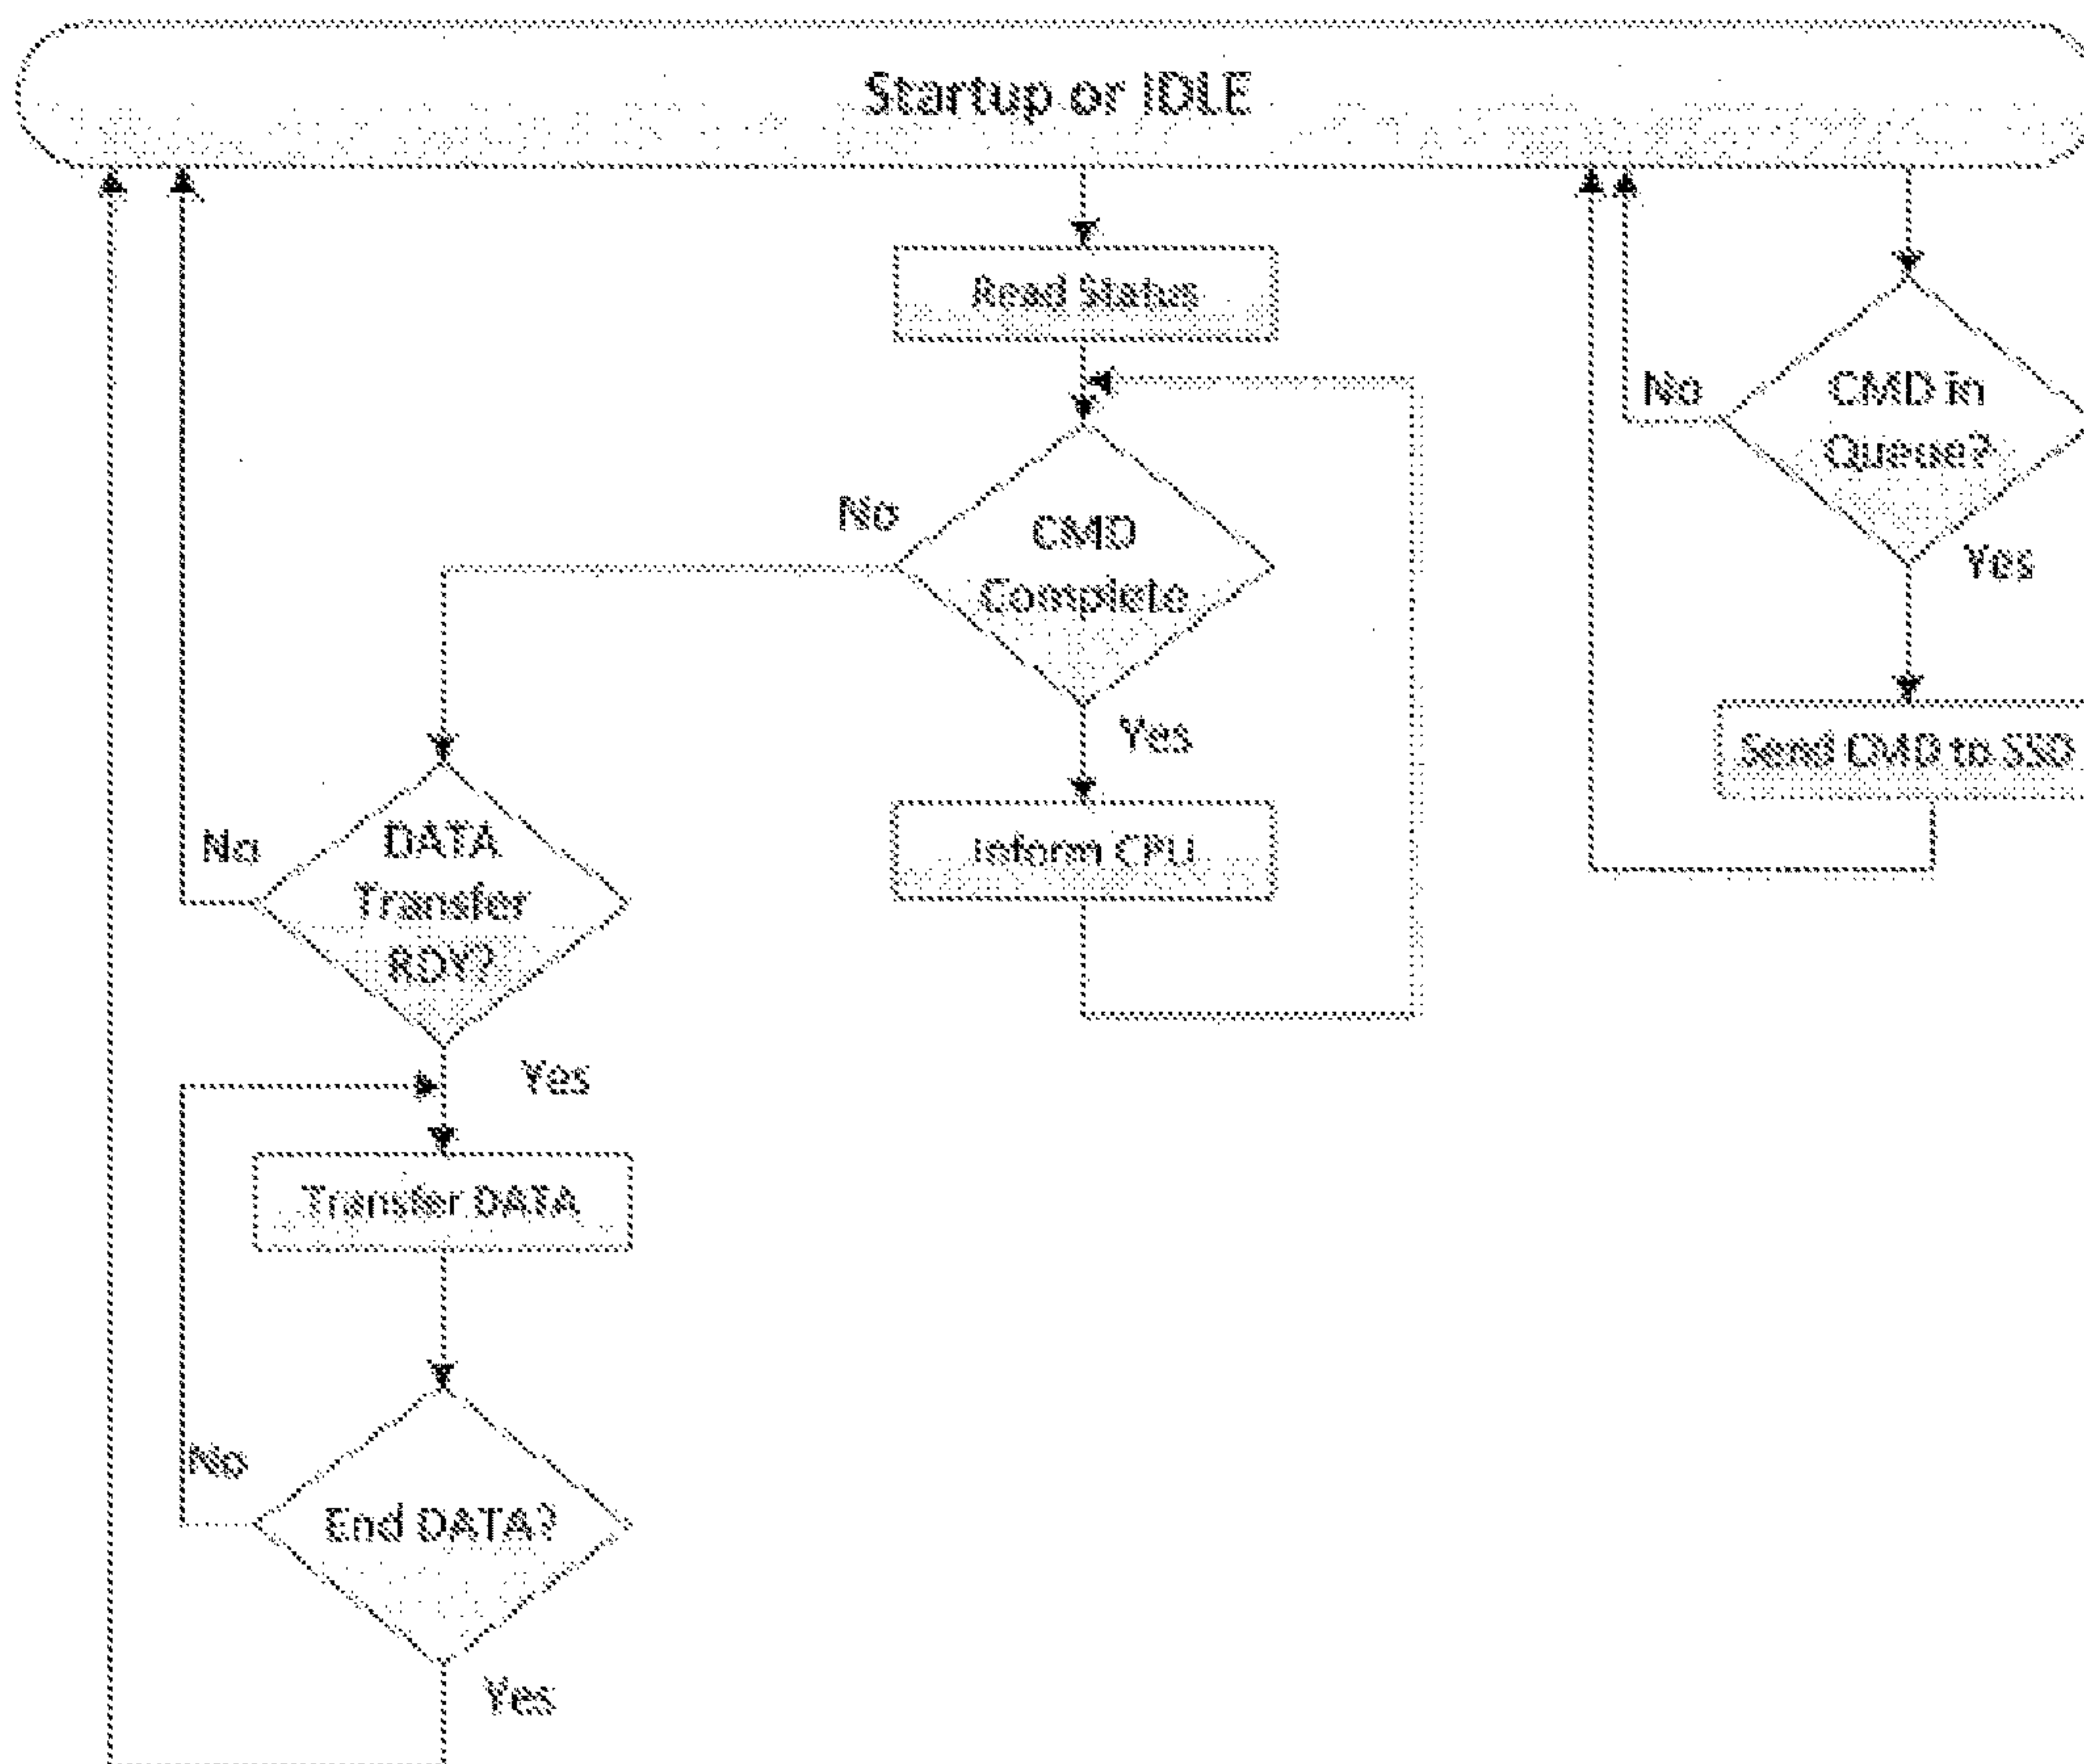 Startup or IDLE
Read Status
No
CMD in
Queue?
Yes
Send CMD to SSD
No
CMD
Complete
Yes
Inform CPU
No
DATA
Transfer
RDY?
Yes
Transfer DATA
No
End DATA?
Yes